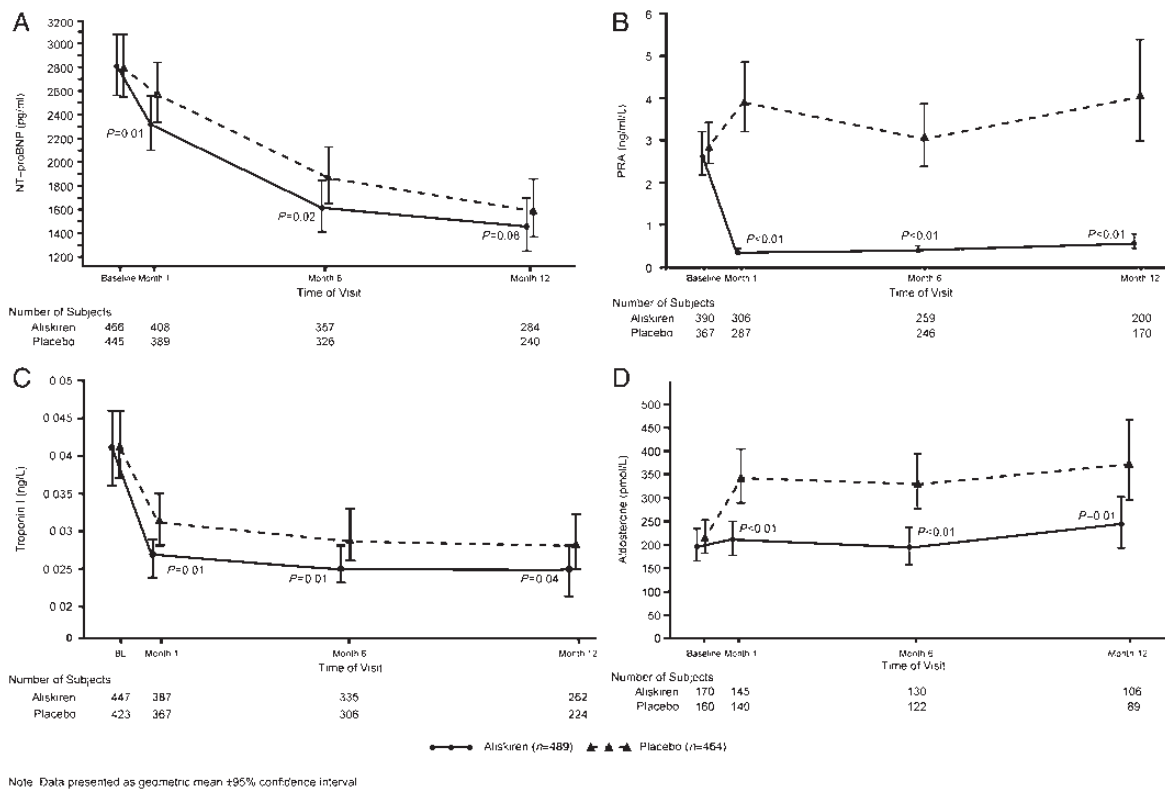 A
3200
3000
2800
2600
2400
2200
2000
1800
1600
1400
1200
NT-proBNP (pg/ml)
P=0.01
P=0.02
P=0.06
Baseline Month 1 Month 6 Month 12
Time of Visit
Number of Subjects
Aliskiren 466 408 357 284
Placebo 445 389 326 240
B
6
5
4
3
2
1
0
PRA (ng/ml/L)
P<0.01 P<0.01 P<0.01
Baseline Month 1 Month 6 Month 12
Time of Visit
Number of Subjects
Aliskiren 390 306 259 200
Placebo 367 287 246 170
C
0.05
0.045
0.04
0.035
0.03
0.025
0.02
0
Troponin I (ng/L)
P=0.01 P=0.01 P=0.04
BL Month 1 Month 6 Month 12
Time of Visit
Number of Subjects
Aliskiren 447 387 335 262
Placebo 423 367 306 224
D
500
450
400
350
300
250
200
150
100
50
0
Aldosterone (pmol/L)
P<0.01 P<0.01 P=0.01
Baseline Month 1 Month 6 Month 12
Time of Visit
Number of Subjects
Aliskiren 170 145 130 106
Placebo 160 140 122 89
Aliskiren (n=489) Placebo (n=464)
Note. Data presented as geometric mean ±95% confidence interval